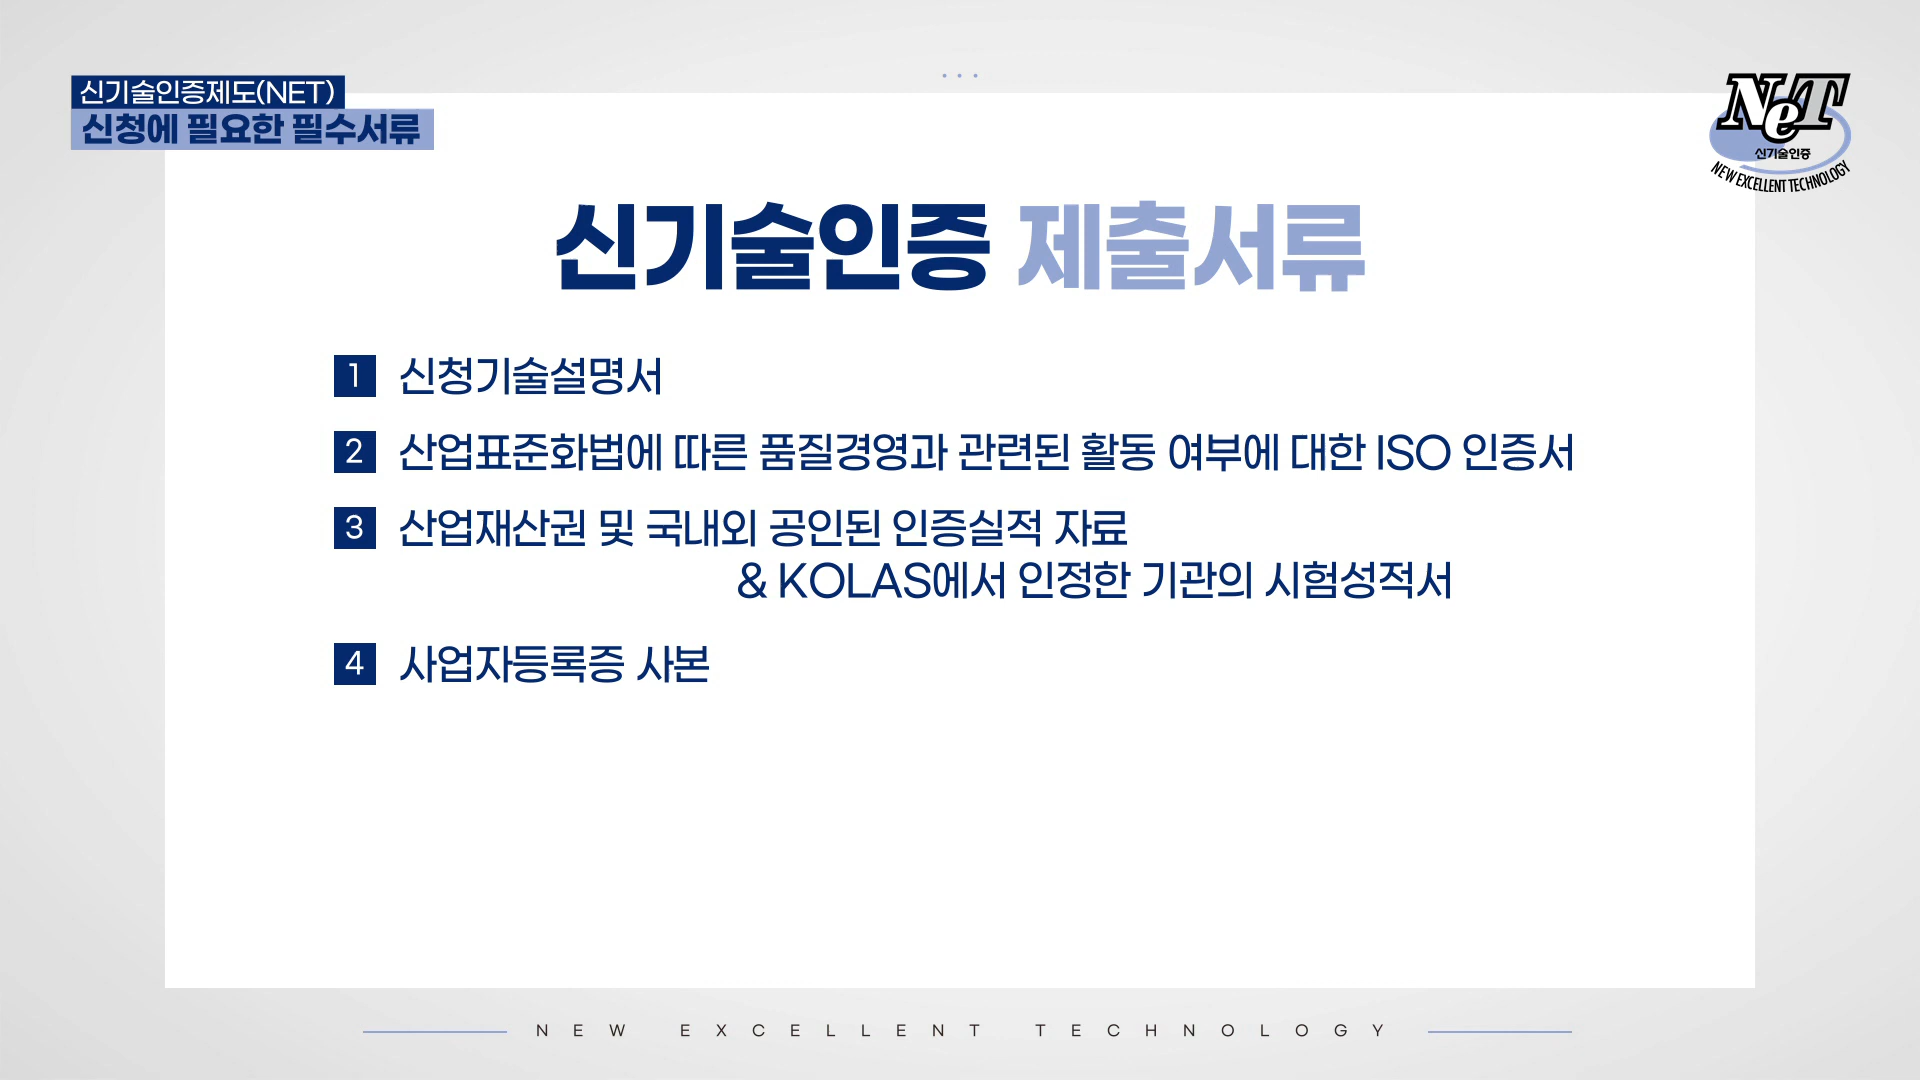 신기술인증제도(NET)
신청에 필요한 필수서류
NeT
신기술인증
NEW EXCELLENT TECHNOLOGY
신기술인증 제출서류
1 신청기술설명서
2 산업표준화법에 따른 품질경영과 관련된 활동 여부에 대한 ISO 인증서
3 산업재산권 및 국내외 공인된 인증실적 자료
& KOLAS에서 인정한 기관의 시험성적서
4 사업자등록증 사본
NEW EXCELLENT TECHNOLOGY